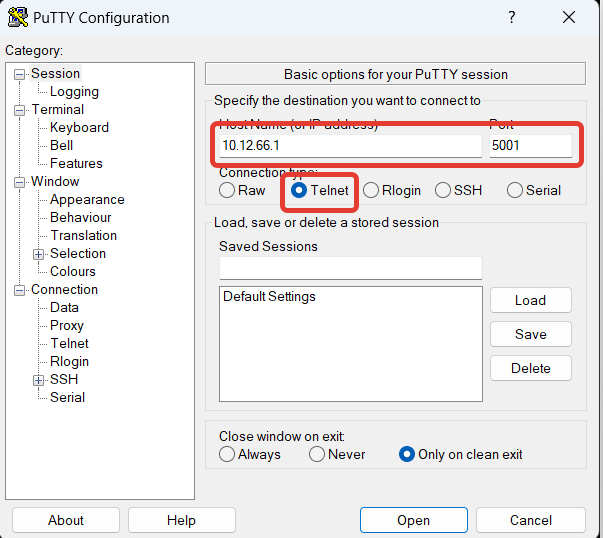 PuTTY Configuration
?
Category:
Session
Logging
Terminal
Keyboard
Bell
Features
Window
Appearance
Behaviour
Translation
Selection
Colours
Connection
Data
Proxy
Telnet
Rlogin
SSH
Serial
Basic options for your PuTTY session
Specify the destination you want to connect to
Host Name (or IP address) Port
10.12.66.1 5001
Connection type:
Raw Telnet Rlogin SSH Serial
Load, save or delete a stored session
Saved Sessions
Default Settings
Load
Save
Delete
Close window on exit:
Always Never Only on clean exit
About Help Open Cancel